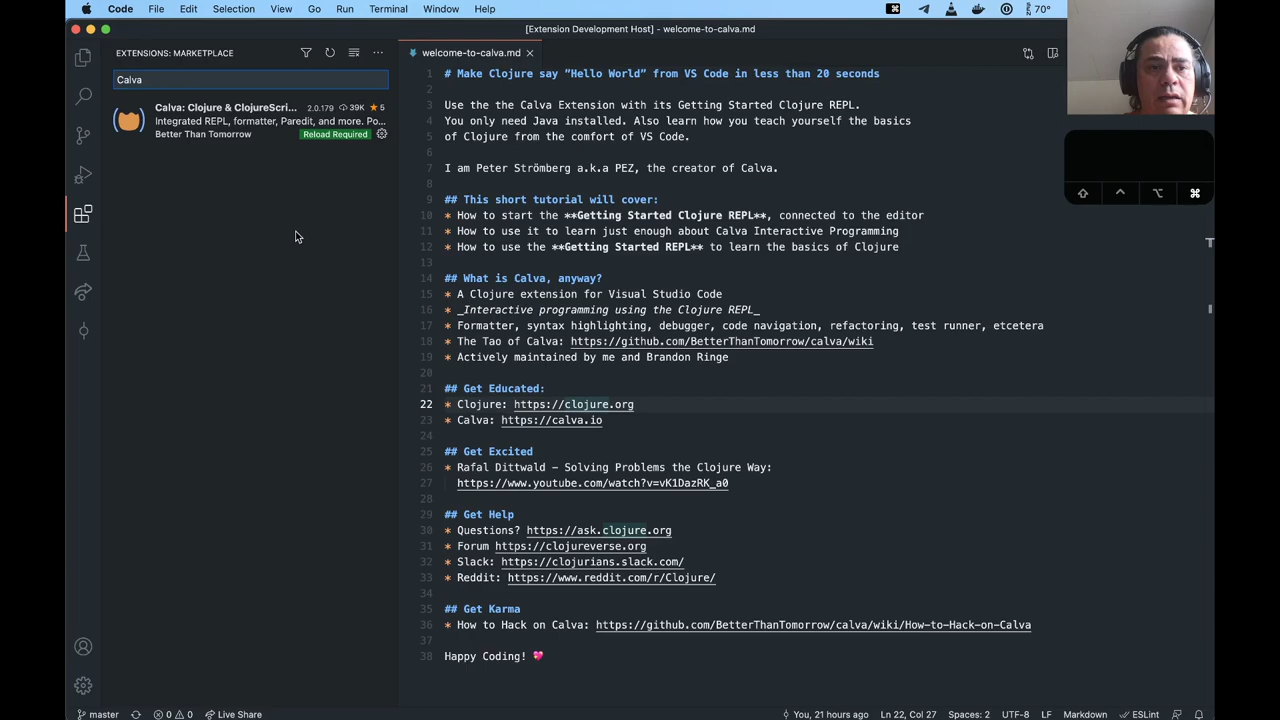 Code File Edit Selection View Go Run Terminal Window Help 70°
[Extension Development Host] - welcome-to-calva.md
EXTENSIONS: MARKETPLACE
Calva
Calva: Clojure & ClojureScri... 2.0.179 39K 5
Integrated REPL, formatter, Paredit, and more. Po...
Better Than Tomorrow Reload Required
welcome-to-calva.md
1 # Make Clojure say “Hello World” from VS Code in less than 20 seconds
2
3 Use the the Calva Extension with its Getting Started Clojure REPL.
4 You only need Java installed. Also learn how you teach yourself the basics
5 of Clojure from the comfort of VS Code.
6
7 I am Peter Strömberg a.k.a PEZ, the creator of Calva.
8
9 ## This short tutorial will cover:
10 * How to start the **Getting Started Clojure REPL**, connected to the editor
11 * How to use it to learn just enough about Calva Interactive Programming
12 * How to use the **Getting Started REPL** to learn the basics of Clojure
13
14 ## What is Calva, anyway?
15 * A Clojure extension for Visual Studio Code
16 * _Interactive programming using the Clojure REPL_
17 * Formatter, syntax highlighting, debugger, code navigation, refactoring, test runner, etcetera
18 * The Tao of Calva: https://github.com/BetterThanTomorrow/calva/wiki
19 * Actively maintained by me and Brandon Ringe
20
21 ## Get Educated:
22 * Clojure: https://clojure.org
23 * Calva: https://calva.io
24
25 ## Get Excited
26 * Rafal Dittwald – Solving Problems the Clojure Way:
27 https://www.youtube.com/watch?v=vK1DazRK_a0
28
29 ## Get Help
30 * Questions? https://ask.clojure.org
31 * Forum https://clojureverse.org
32 * Slack: https://clojurians.slack.com/
33 * Reddit: https://www.reddit.com/r/Clojure/
34
35 ## Get Karma
36 * How to Hack on Calva: https://github.com/BetterThanTomorrow/calva/wiki/How-to-Hack-on-Calva
37
38 Happy Coding! 💖
master 0 0 Live Share You, 21 hours ago Ln 22, Col 27 Spaces: 2 UTF-8 LF Markdown ESLint